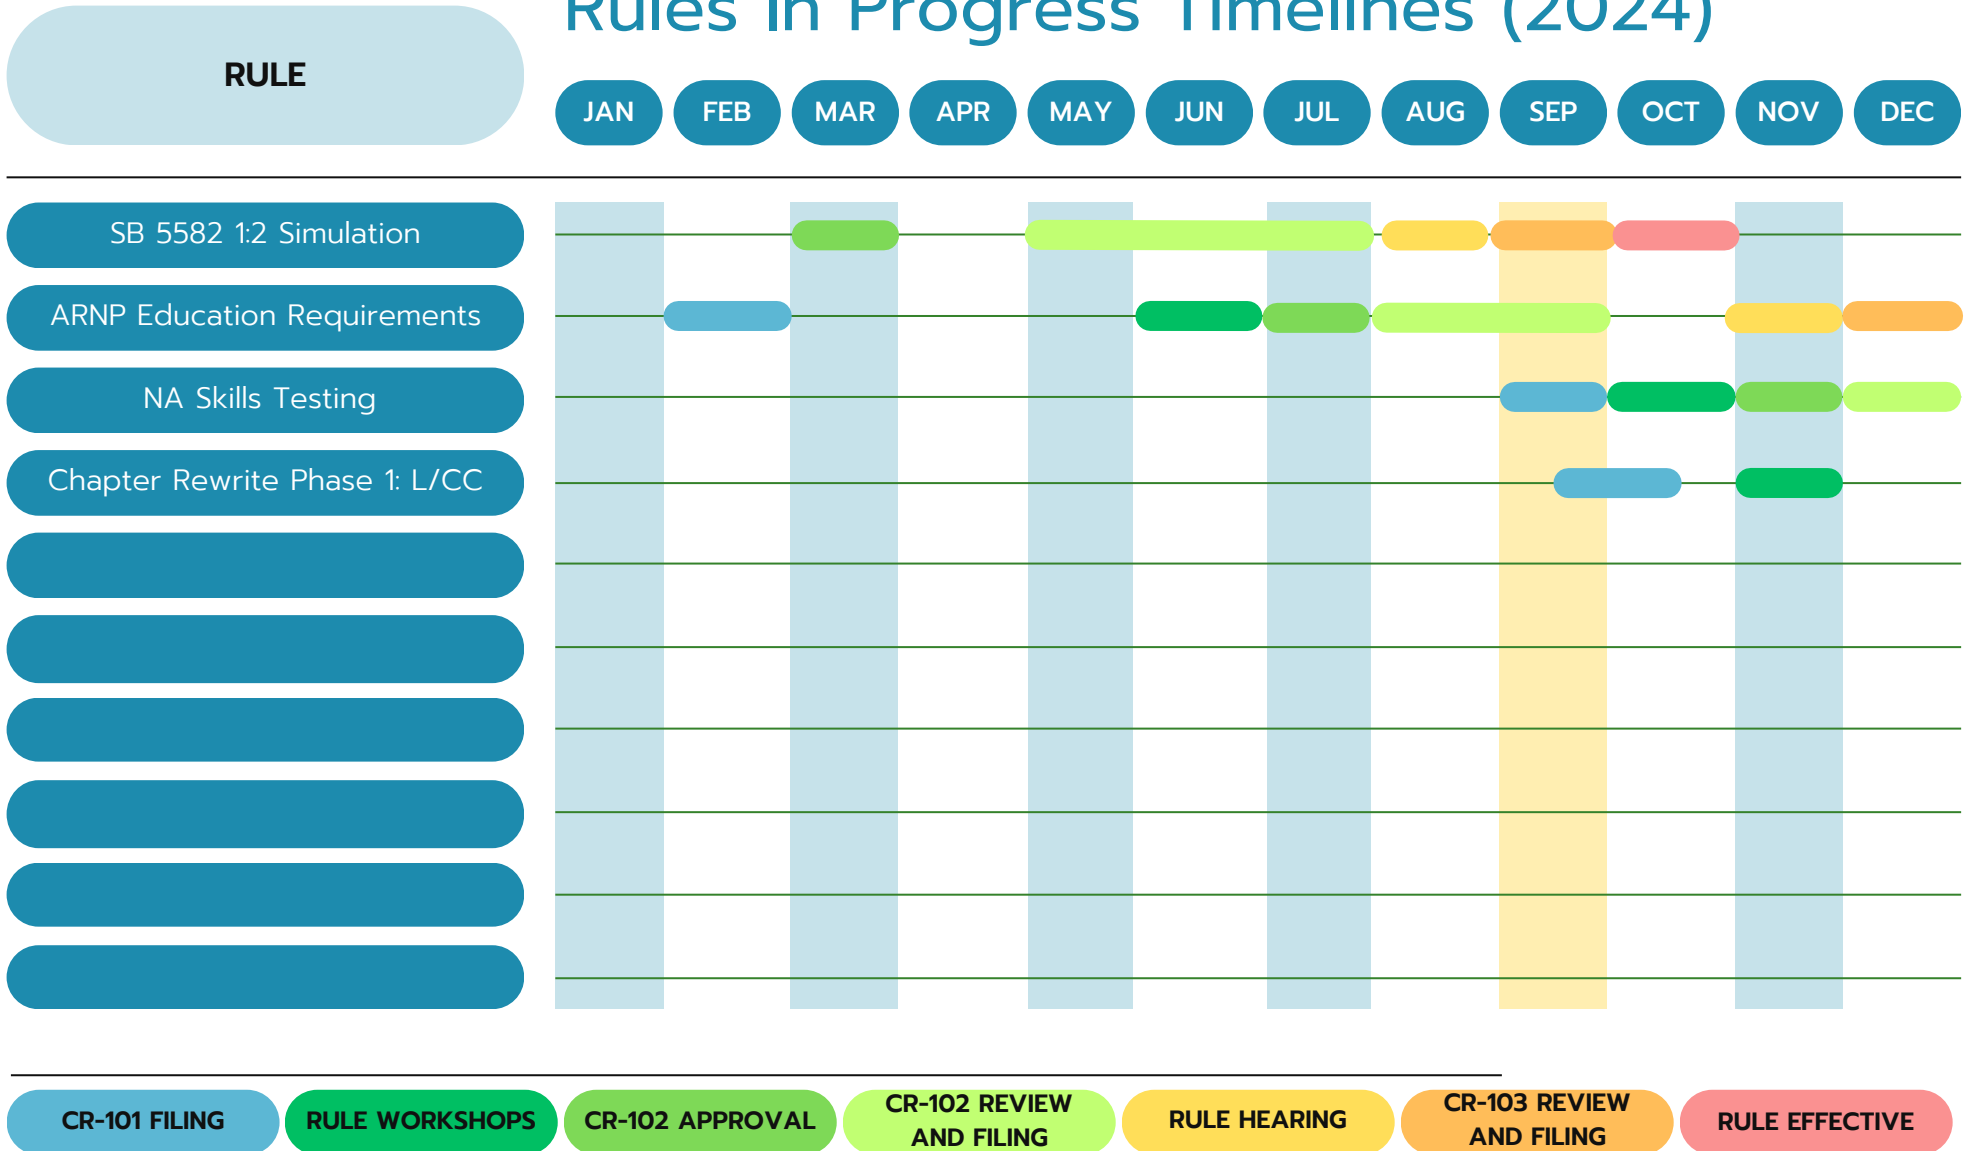 Rules In Progress Timelines (2024)
RULE
JAN FEB MAR APR MAY JUN JUL AUG SEP OCT NOV DEC
SB 5582 1:2 Simulation
ARNP Education Requirements
NA Skills Testing
Chapter Rewrite Phase 1: L/CC
CR-101 FILING
RULE WORKSHOPS
CR-102 APPROVAL
CR-102 REVIEW
AND FILING
RULE HEARING
CR-103 REVIEW
AND FILING
RULE EFFECTIVE